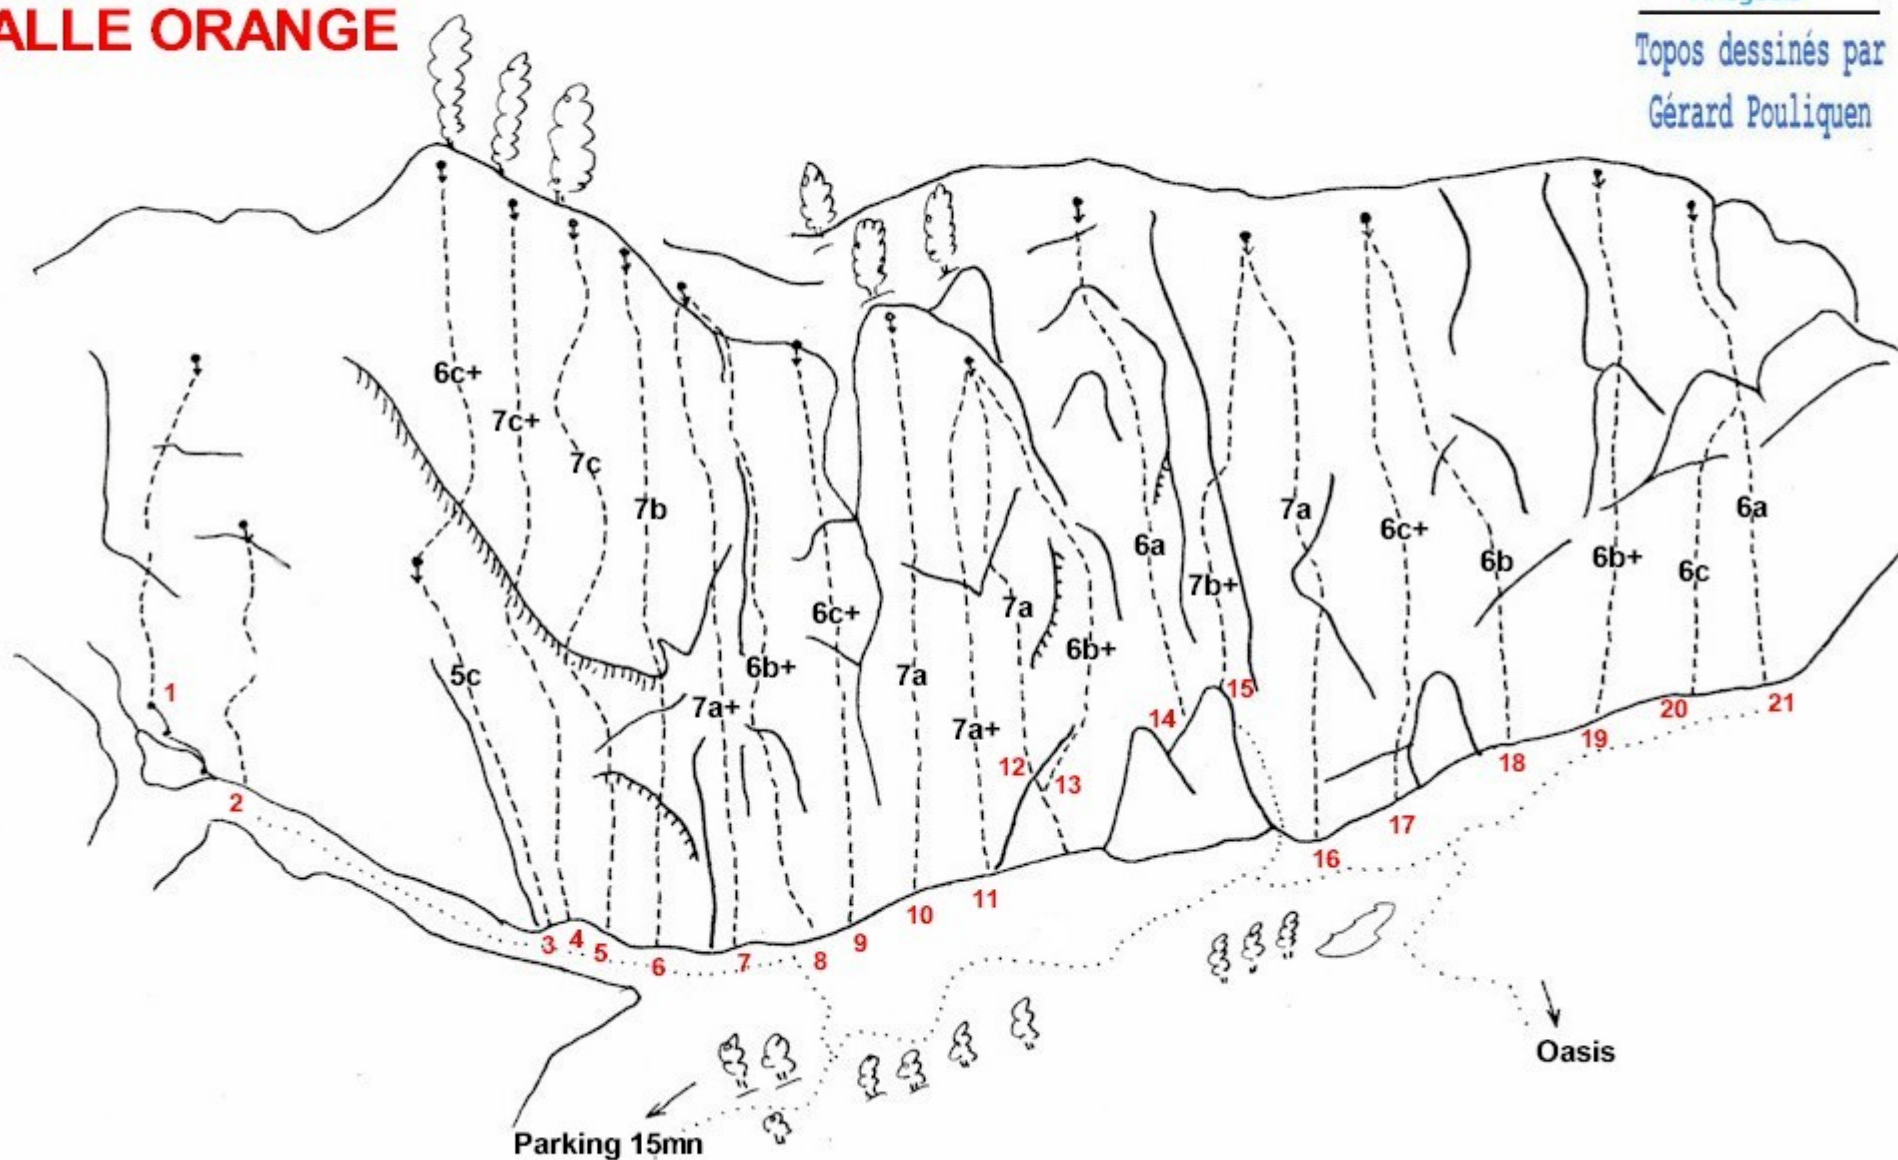 ALLE ORANGE
Topos dessinés par
Gérard Pouliquen
6c+
7c+
7c
7b
7a
6c+
6a
7b+
6b
6b+
6c
6a
6c+
7a
6b+
5c
6b+
7a
7a+
7a+
1
2
3
4
5
6
7
8
9
10
11
12
13
14
15
16
17
18
19
20
21
Oasis
Parking 15mn